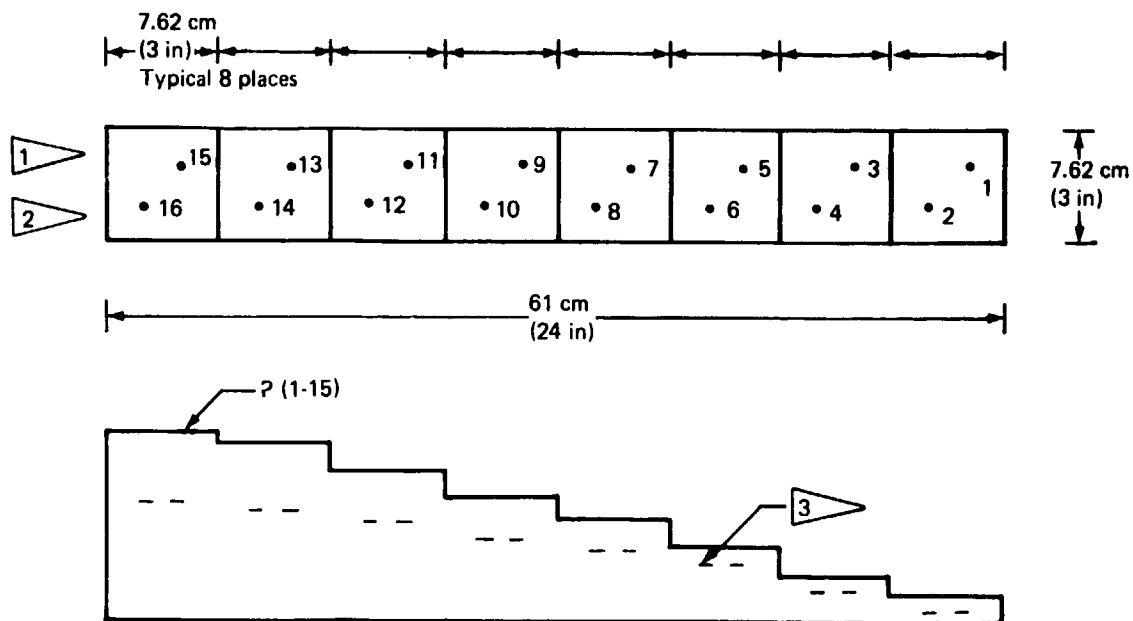 7.62 cm
(3 in)
Typical 8 places
1
15
13
11
9
7
5
3
1
7.62 cm
(3 in)
2
16
14
12
10
8
6
4
2
61 cm
(24 in)
? (1-15)
3